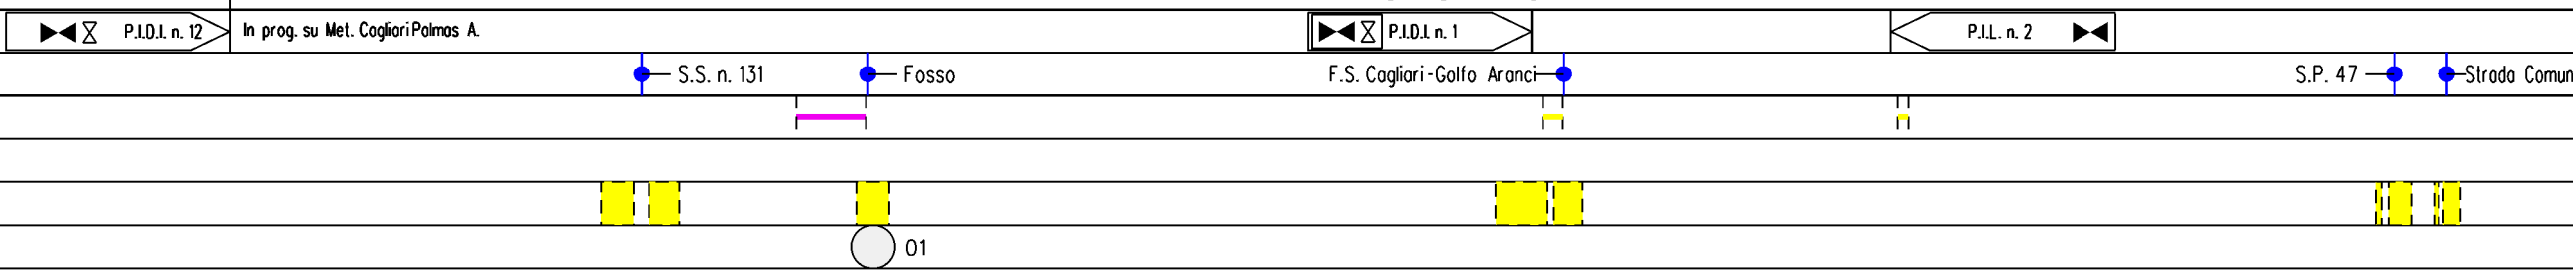 P.I.D.I. n. 12
In prog. su Met. Cagliari Palmas A.
P.I.D.I. n. 1
P.I.L. n. 2
S.S. n. 131
Fosso
F.S. Cagliari-Golfo Aranci
S.P. 47
Strada Comun
01